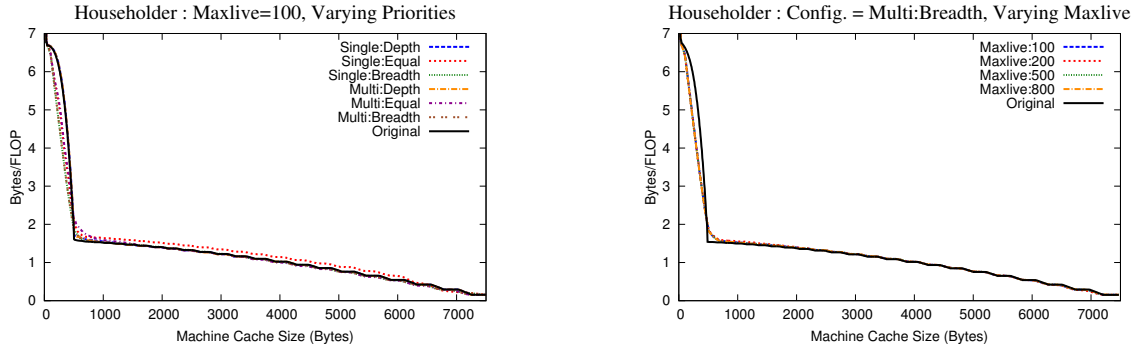 Householder : Maxlive=100, Varying Priorities
7
6
5
4
3
2
1
0
Bytes/FLOP
Single:Depth
Single:Equal
Single:Breadth
Multi:Depth
Multi:Equal
Multi:Breadth
Original
0 1000 2000 3000 4000 5000 6000 7000
Machine Cache Size (Bytes)
Householder : Config. = Multi:Breadth, Varying Maxlive
7
6
5
4
3
2
1
0
Bytes/FLOP
Maxlive:100
Maxlive:200
Maxlive:500
Maxlive:800
Original
0 1000 2000 3000 4000 5000 6000 7000
Machine Cache Size (Bytes)